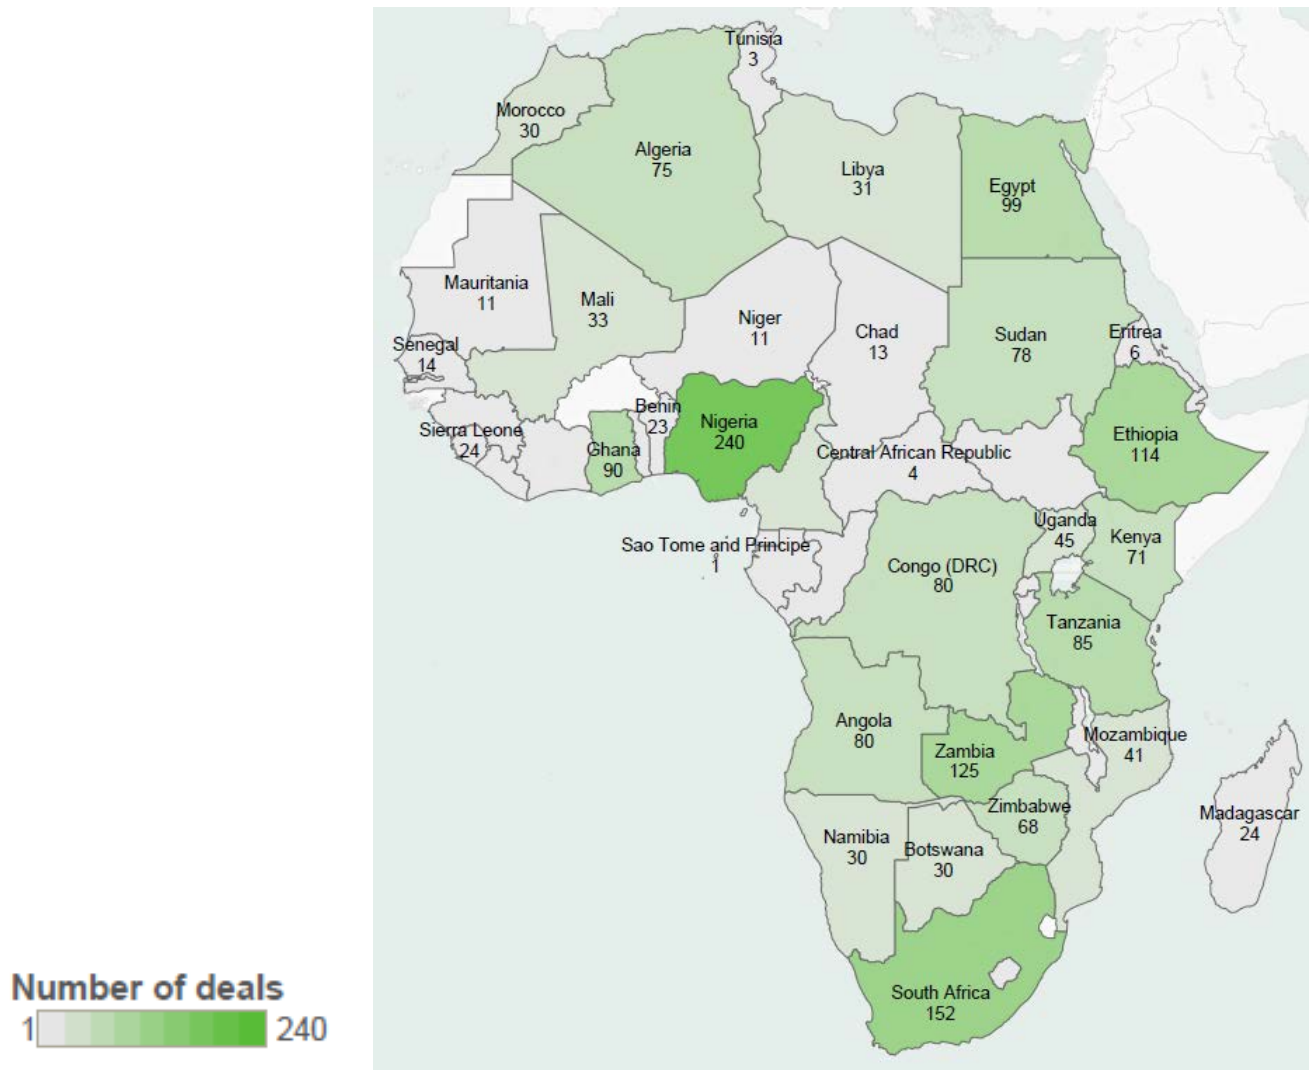 Tunisia
3
Morocco
30
Algeria
75
Libya
31
Egypt
99
Mauritania
11
Mali
33
Niger
11
Chad
13
Sudan
78
Eritrea
6
Senegal
14
Benin
23
Nigeria
240
Sierra Leone
24
Ghana
90
Central African Republic
4
Ethiopia
114
Uganda
45
Kenya
71
Sao Tome and Principe
1
Congo (DRC)
80
Tanzania
85
Angola
80
Zambia
125
Mozambique
41
Zimbabwe
68
Madagascar
24
Namibia
30
Botswana
30
South Africa
152
Number of deals
1 240